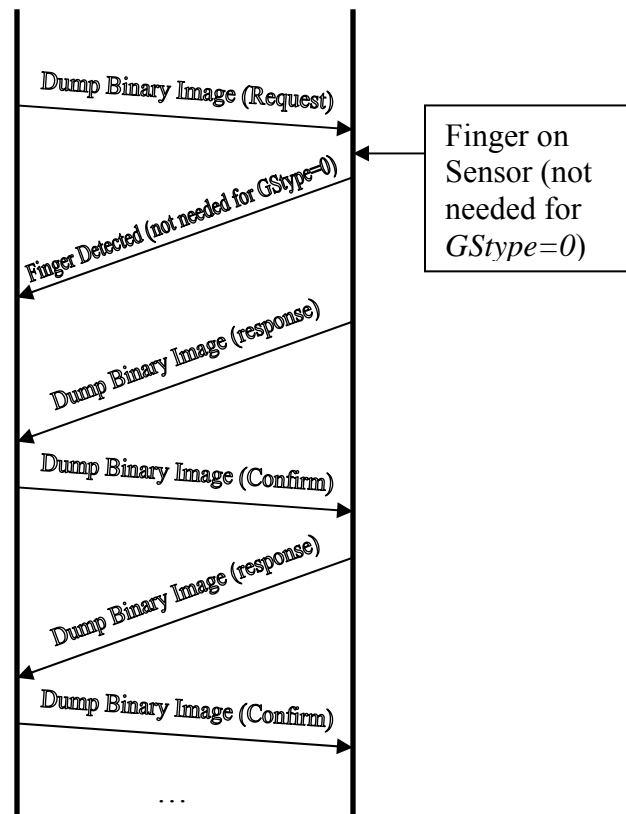 Dump Binary Image (Request)
Finger on
Sensor (not
needed for
GStype=0)
Finger Detected (not needed for GStype=0)
Dump Binary Image (response)
Dump Binary Image (Confirm)
Dump Binary Image (response)
Dump Binary Image (Confirm)
...